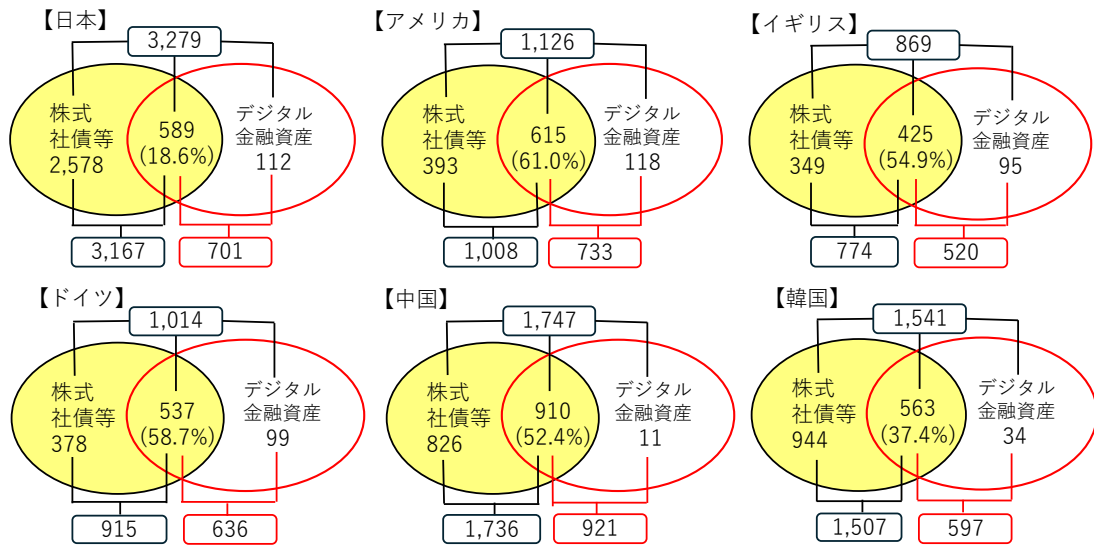 【日本】
3,279
株式
社債等
2,578
589
(18.6%)
デジタル
金融資産
112
3,167
701
【アメリカ】
1,126
株式
社債等
393
615
(61.0%)
デジタル
金融資産
118
1,008
733
【イギリス】
869
株式
社債等
349
425
(54.9%)
デジタル
金融資産
95
774
520
【ドイツ】
1,014
株式
社債等
378
537
(58.7%)
デジタル
金融資産
99
915
636
【中国】
1,747
株式
社債等
826
910
(52.4%)
デジタル
金融資産
11
1,736
921
【韓国】
1,541
株式
社債等
944
563
(37.4%)
デジタル
金融資産
34
1,507
597